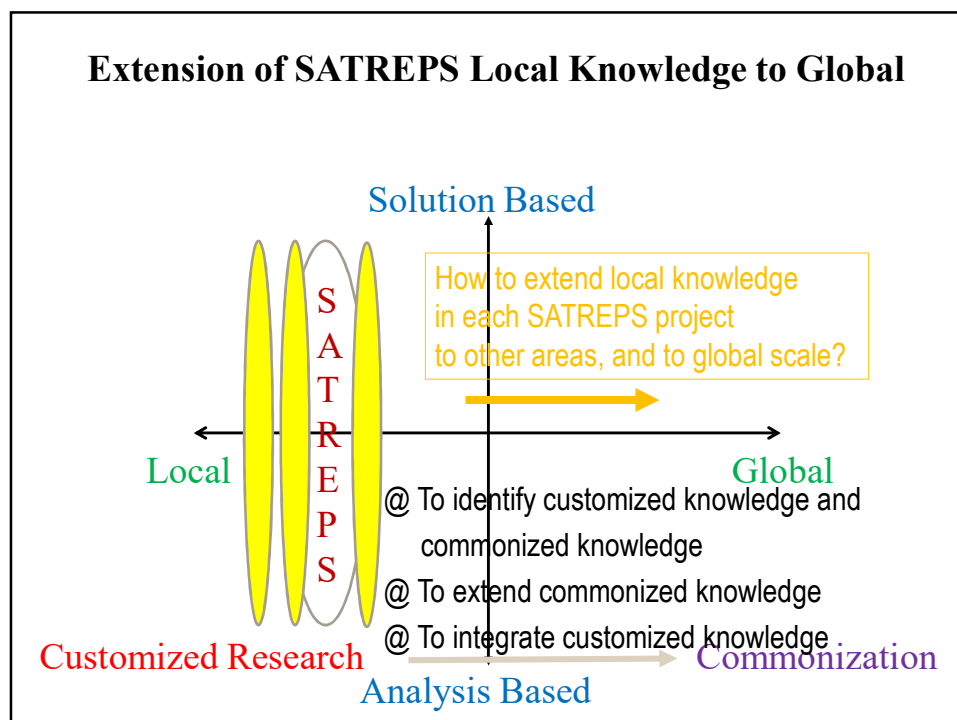 Extension of SATREPS Local Knowledge to Global
Solution Based
How to extend local knowledge
in each SATREPS project
to other areas, and to global scale?
S
A
T
R
E
P
S
Local
Global
@ To identify customized knowledge and
commonized knowledge
@ To extend commonized knowledge
@ To integrate customized knowledge
Customized Research
Commonization
Analysis Based